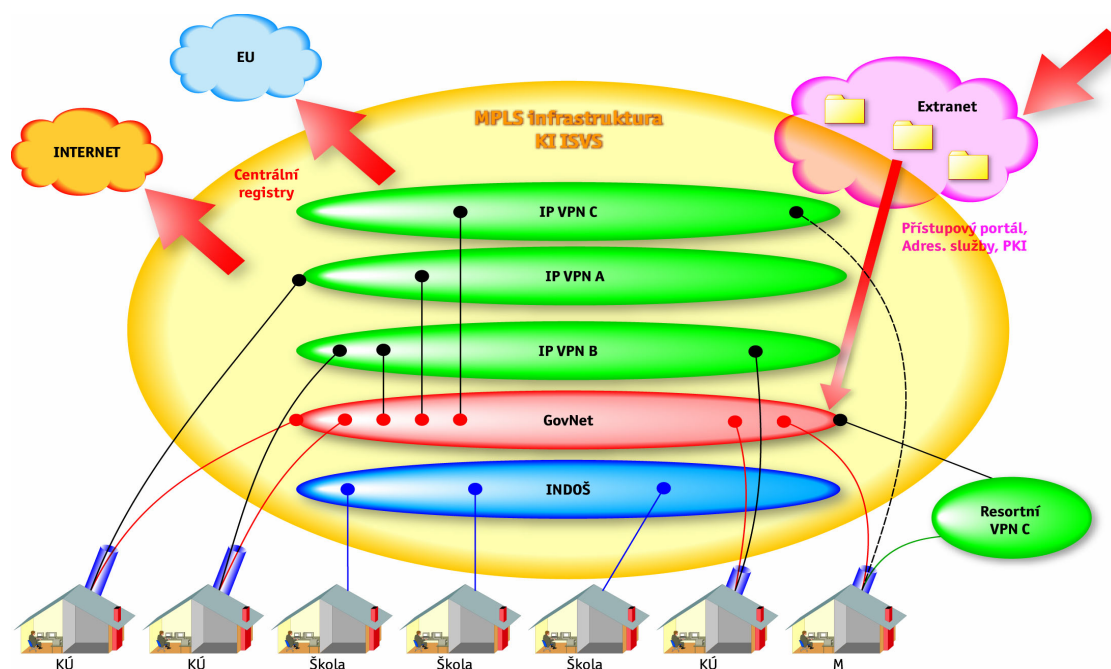 EU
INTERNET
MPLS infrastruktura
KI ISVS
Extranet
Centrální
registry
Přístupový portál,
Adres. služby, PKI
IP VPN C
IP VPN A
IP VPN B
GovNet
INDOŠ
Resortní
VPN C
KÚ
KÚ
Škola
Škola
Škola
KÚ
M